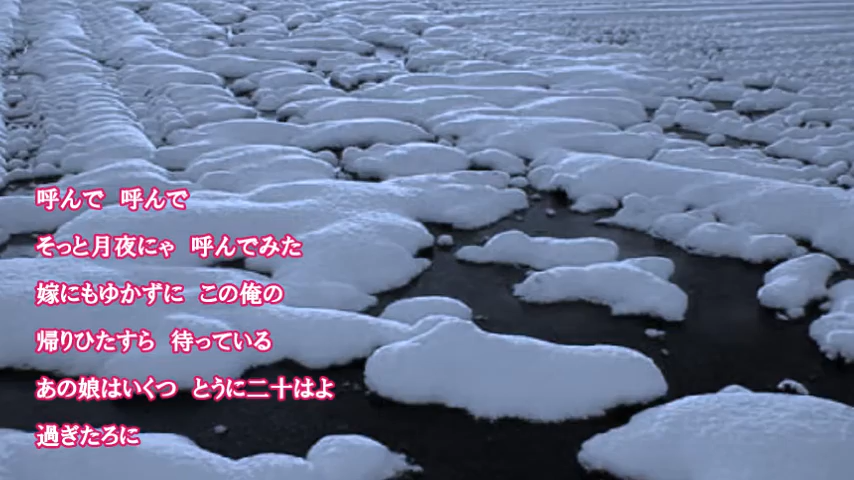 呼んで　呼んで
そっと月夜にゃ　呼んでみた
嫁にもゆかずに　この俺の
帰りひたすら　待っている
あの娘はいくつ　とうに二十はよ
過ぎたろに